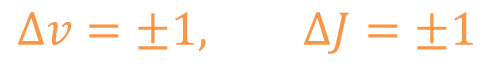 Δv = ±1, ΔJ = ±1